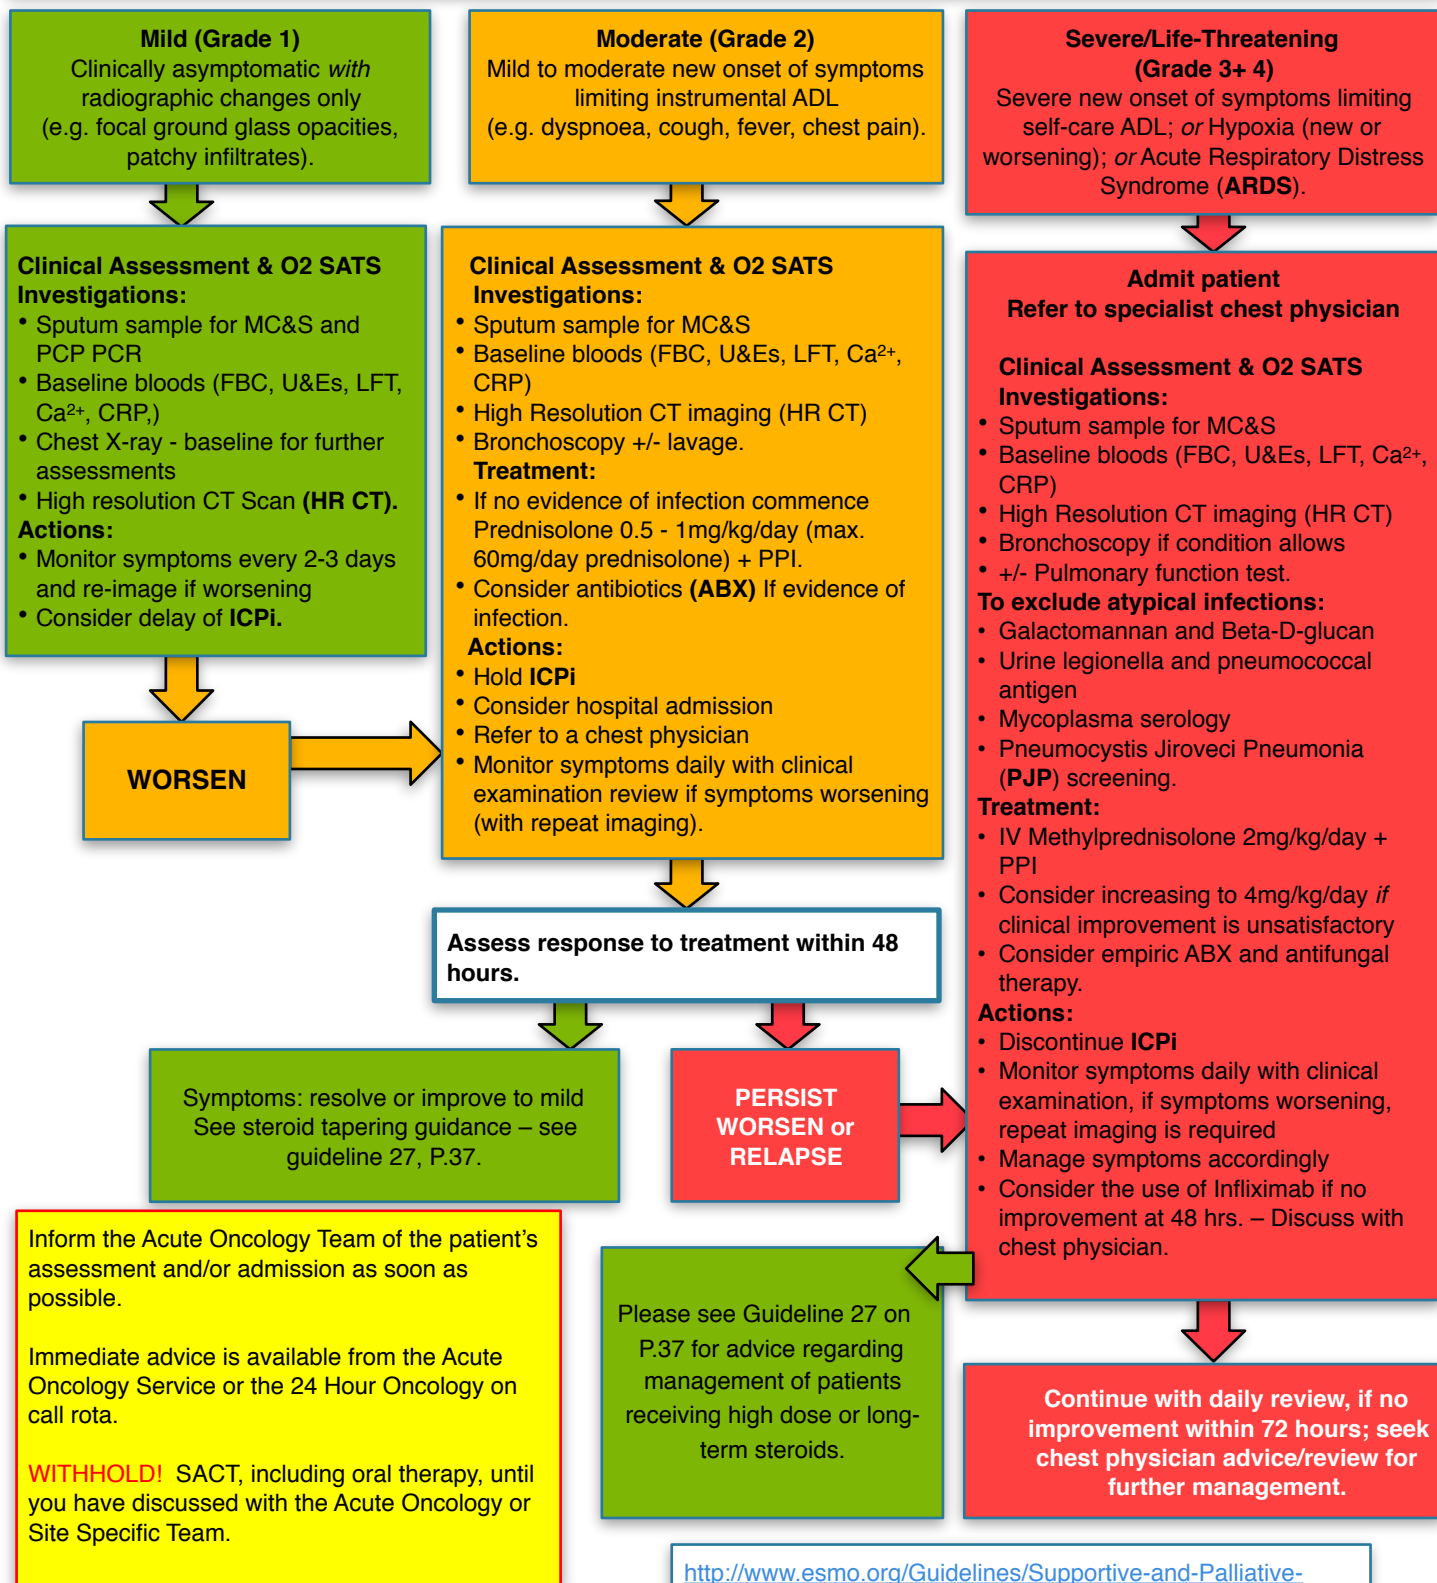 Mild (Grade 1)
Clinically asymptomatic with
radiographic changes only
(e.g. focal ground glass opacities,
patchy infiltrates).
Moderate (Grade 2)
Mild to moderate new onset of symptoms
limiting instrumental ADL
(e.g. dyspnoea, cough, fever, chest pain).
Severe/Life-Threatening
(Grade 3+ 4)
Severe new onset of symptoms limiting
self-care ADL; or Hypoxia (new or
worsening); or Acute Respiratory Distress
Syndrome (ARDS).
Clinical Assessment & O2 SATS
Investigations:
• Sputum sample for MC&S and
PCP PCR
• Baseline bloods (FBC, U&Es, LFT,
Ca²⁺, CRP,)
• Chest X-ray - baseline for further
assessments
• High resolution CT Scan (HR CT).
Actions:
• Monitor symptoms every 2-3 days
and re-image if worsening
• Consider delay of ICPi.
WORSEN
Clinical Assessment & O2 SATS
Investigations:
• Sputum sample for MC&S
• Baseline bloods (FBC, U&Es, LFT, Ca²⁺,
CRP)
• High Resolution CT imaging (HR CT)
• Bronchoscopy +/- lavage.
Treatment:
• If no evidence of infection commence
Prednisolone 0.5 - 1mg/kg/day (max.
60mg/day prednisolone) + PPI.
• Consider antibiotics (ABX) If evidence of
infection.
Actions:
• Hold ICPi
• Consider hospital admission
• Refer to a chest physician
• Monitor symptoms daily with clinical
examination review if symptoms worsening
(with repeat imaging).
Assess response to treatment within 48
hours.
Symptoms: resolve or improve to mild
See steroid tapering guidance – see
guideline 27, P.37.
PERSIST
WORSEN or
RELAPSE
Admit patient
Refer to specialist chest physician
Clinical Assessment & O2 SATS
Investigations:
• Sputum sample for MC&S
• Baseline bloods (FBC, U&Es, LFT, Ca²⁺,
CRP)
• High Resolution CT imaging (HR CT)
• Bronchoscopy if condition allows
• +/- Pulmonary function test.
To exclude atypical infections:
• Galactomannan and Beta-D-glucan
• Urine legionella and pneumococcal
antigen
• Mycoplasma serology
• Pneumocystis Jiroveci Pneumonia
(PJP) screening.
Treatment:
• IV Methylprednisolone 2mg/kg/day +
PPI
• Consider increasing to 4mg/kg/day if
clinical improvement is unsatisfactory
• Consider empiric ABX and antifungal
therapy.
Actions:
• Discontinue ICPi
• Monitor symptoms daily with clinical
examination, if symptoms worsening,
repeat imaging is required
• Manage symptoms accordingly
• Consider the use of Infliximab if no
improvement at 48 hrs. – Discuss with
chest physician.
Inform the Acute Oncology Team of the patient’s
assessment and/or admission as soon as
possible.
Immediate advice is available from the Acute
Oncology Service or the 24 Hour Oncology on
call rota.
WITHHOLD! SACT, including oral therapy, until
you have discussed with the Acute Oncology or
Site Specific Team.
Please see Guideline 27 on
P.37 for advice regarding
management of patients
receiving high dose or long-
term steroids.
Continue with daily review, if no
improvement within 72 hours; seek
chest physician advice/review for
further management.
http://www.esmo.org/Guidelines/Supportive-and-Palliative-